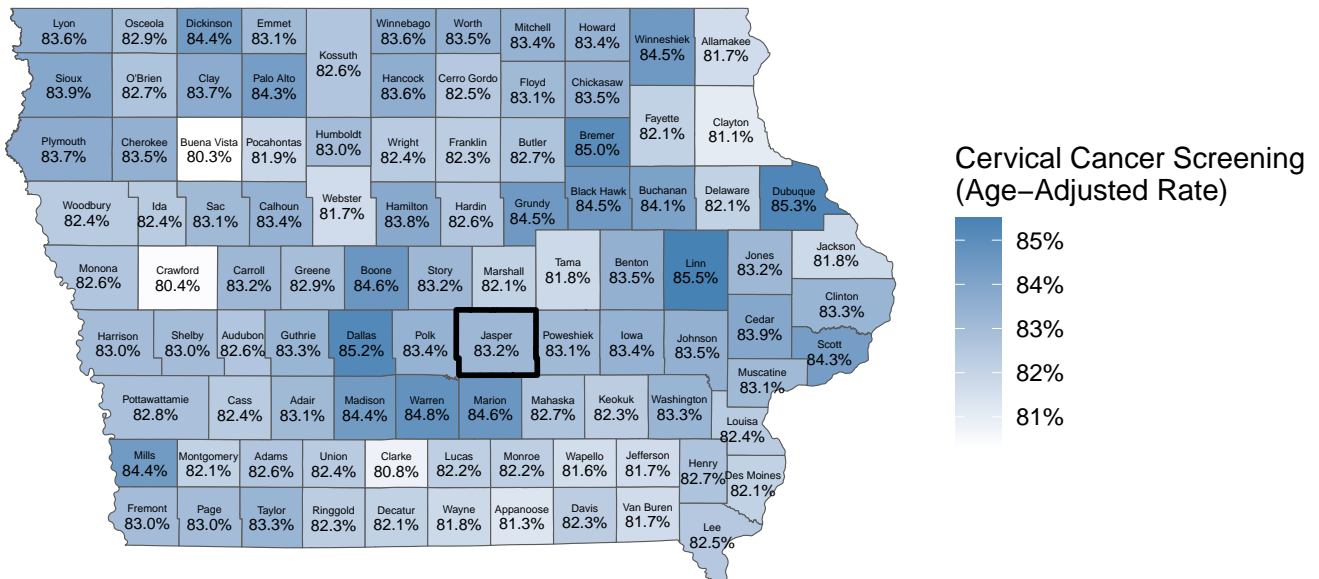 Lyon
83.6%
Osceola
82.9%
Dickinson
84.4%
Emmet
83.1%
Kossuth
82.6%
Winnebago
83.6%
Worth
83.5%
Mitchell
83.4%
Howard
83.4%
Winneshiek
84.5%
Allamakee
81.7%
Sioux
83.9%
O'Brien
82.7%
Clay
83.7%
Palo Alto
84.3%
Hancock
83.6%
Cerro Gordo
82.5%
Floyd
83.1%
Chickasaw
83.5%
Fayette
82.1%
Clayton
81.1%
Plymouth
83.7%
Cherokee
83.5%
Buena Vista
80.3%
Pocahontas
81.9%
Humboldt
83.0%
Wright
82.4%
Franklin
82.3%
Butler
82.7%
Bremer
85.0%
Woodbury
82.4%
Ida
82.4%
Sac
83.1%
Calhoun
83.4%
Webster
81.7%
Hamilton
83.8%
Hardin
82.6%
Grundy
84.5%
Black Hawk
84.5%
Buchanan
84.1%
Delaware
82.1%
Dubuque
85.3%
Monona
82.6%
Crawford
80.4%
Carroll
83.2%
Greene
82.9%
Boone
84.6%
Story
83.2%
Marshall
82.1%
Tama
81.8%
Benton
83.5%
Linn
85.5%
Jones
83.2%
Jackson
81.8%
Clinton
83.3%
Harrison
83.0%
Shelby
83.0%
Audubon
82.6%
Guthrie
83.3%
Dallas
85.2%
Polk
83.4%
Jasper
83.2%
Poweshiek
83.1%
Iowa
83.4%
Johnson
83.5%
Cedar
83.9%
Scott
84.3%
Muscatine
83.1%
Pottawattamie
82.8%
Cass
82.4%
Adair
83.1%
Madison
84.4%
Warren
84.8%
Marion
84.6%
Mahaska
82.7%
Keokuk
82.3%
Washington
83.3%
Louisa
82.4%
Mills
84.4%
Montgomery
82.1%
Adams
82.6%
Union
82.4%
Clarke
80.8%
Lucas
82.2%
Monroe
82.2%
Wapello
81.6%
Jefferson
81.7%
Henry
82.7%
Des Moines
82.1%
Fremont
83.0%
Page
83.0%
Taylor
83.3%
Ringgold
82.3%
Decatur
82.1%
Wayne
81.8%
Appanoose
81.3%
Davis
82.3%
Van Buren
81.7%
Lee
82.5%
Cervical Cancer Screening
(Age−Adjusted Rate)
85%
84%
83%
82%
81%